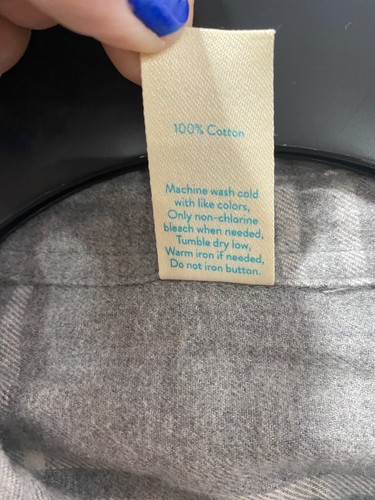 100% Cotton
Machine wash cold
with like colors,
Only non-chlorine
bleach when needed,
Tumble dry low,
Warm iron if needed,
Do not iron button.